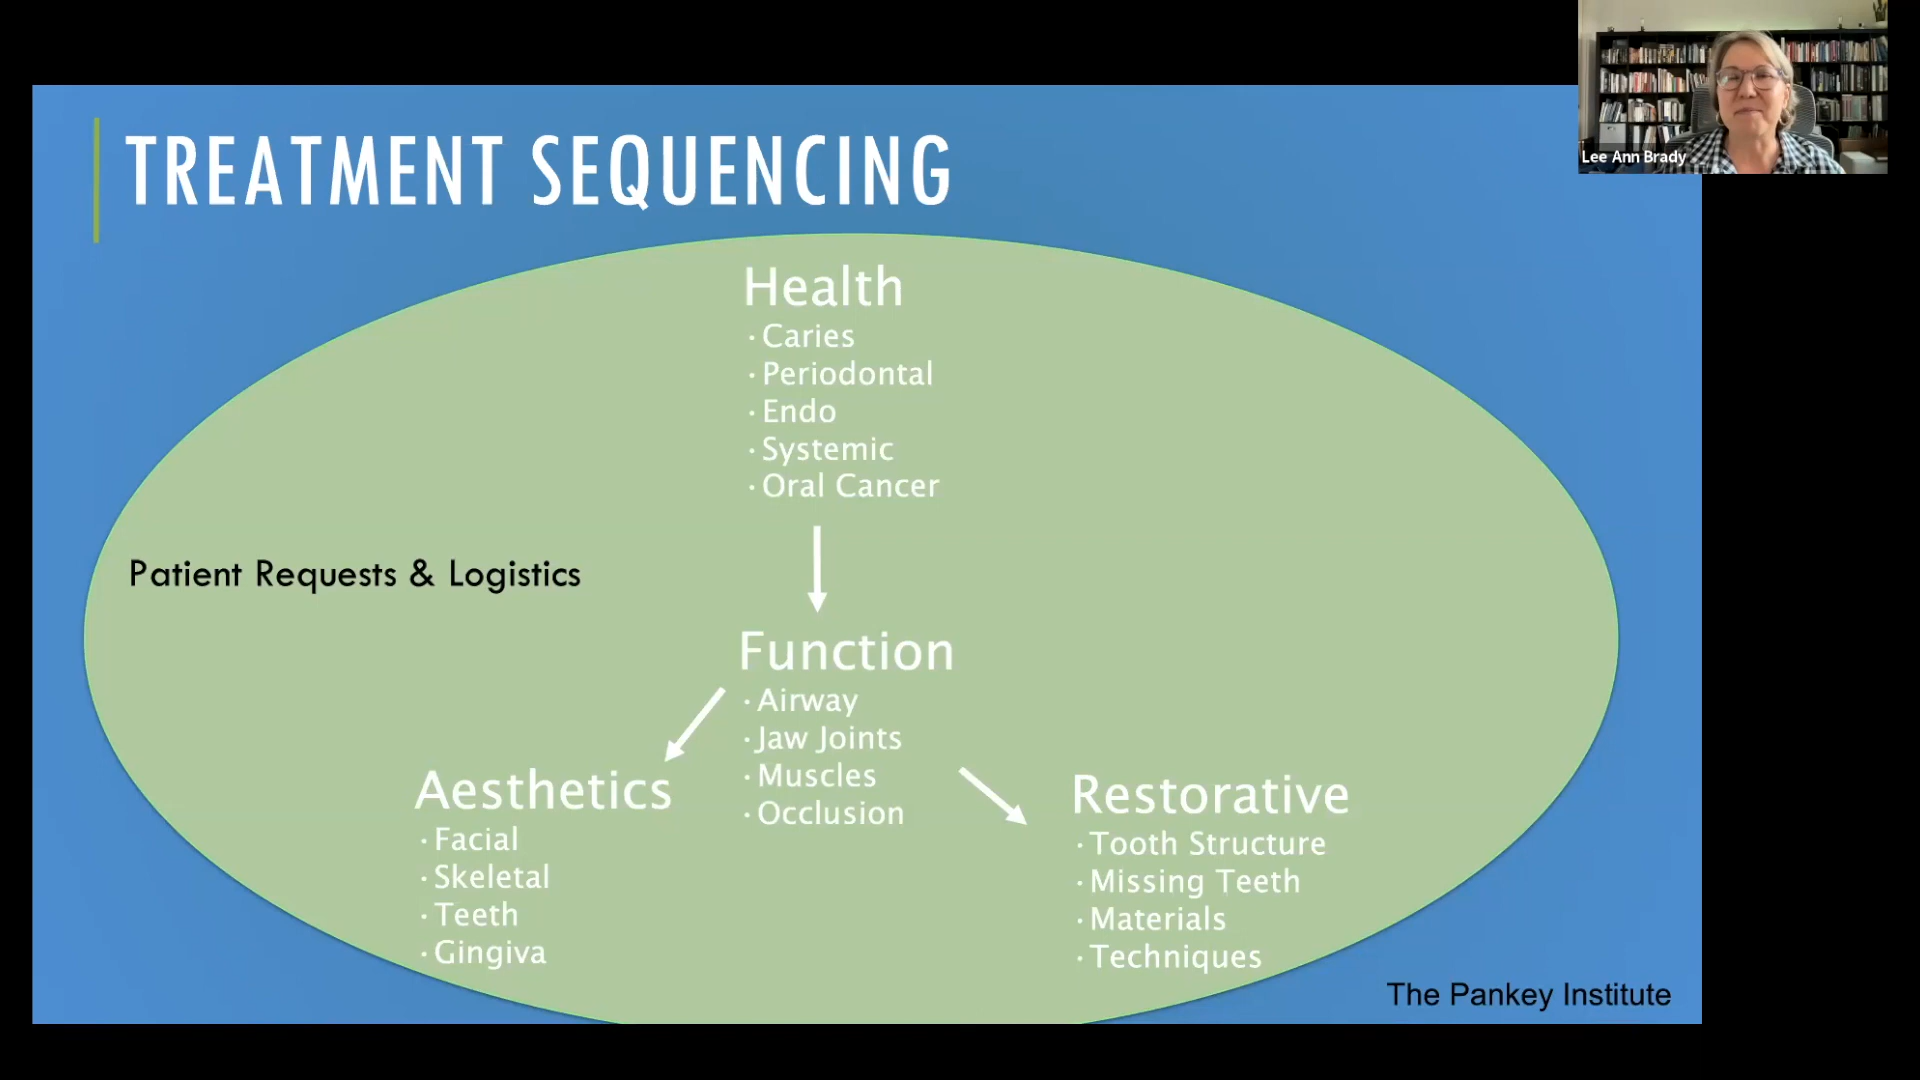 TREATMENT SEQUENCING
Lee Ann Brady
Health
· Caries
· Periodontal
· Endo
· Systemic
· Oral Cancer
Patient Requests & Logistics
Function
· Airway
· Jaw Joints
· Muscles
· Occlusion
Aesthetics
· Facial
· Skeletal
· Teeth
· Gingiva
Restorative
· Tooth Structure
· Missing Teeth
· Materials
· Techniques
The Pankey Institute